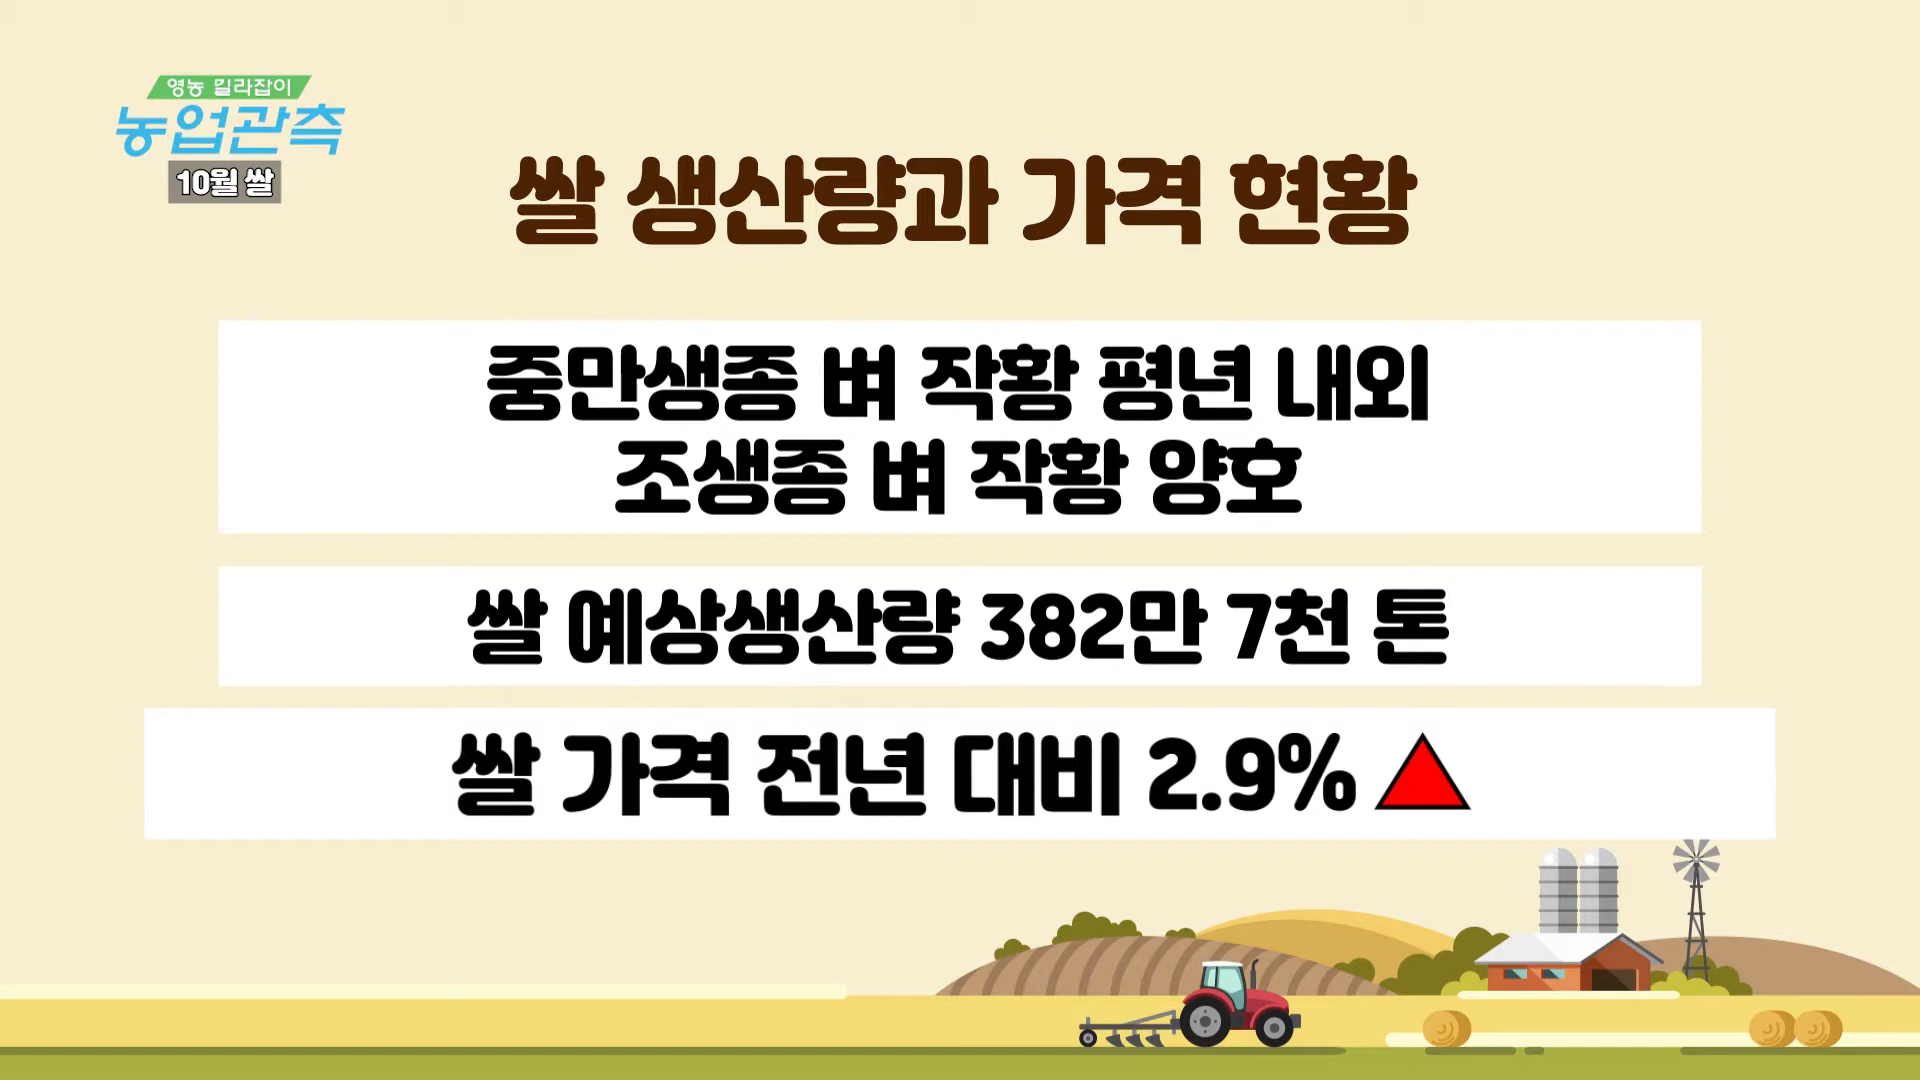 영농 길라잡이
농업관측
10월 쌀
쌀 생산량과 가격 현황
중만생종 벼 작황 평년 내외
조생종 벼 작황 양호
쌀 예상생산량 382만 7천 톤
쌀 가격 전년 대비 2.9% ▲